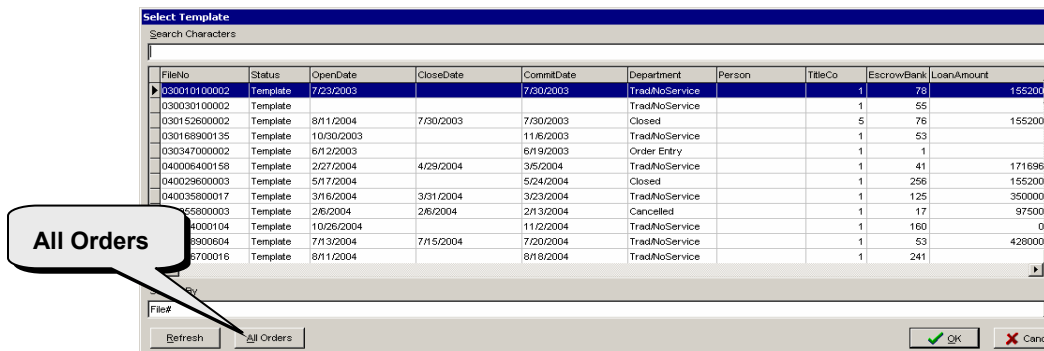 Select Template
Search Characters
FileNo Status OpenDate CloseDate CommitDate Department Person TitleCo EscrowBank LoanAmount
030010100002 Template 7/23/2003 7/30/2003 Trad/NoService 1 78 155200
030030100002 Template Trad/NoService 1 55
030152600002 Template 8/11/2004 7/30/2003 7/30/2003 Closed 5 76 155200
030168900135 Template 10/30/2003 11/6/2003 Trad/NoService 1 53
030347000002 Template 6/12/2003 6/19/2003 Order Entry 1 1
040006400158 Template 2/27/2004 4/29/2004 3/5/2004 Trad/NoService 1 41 171696
040029600003 Template 5/17/2004 5/24/2004 Closed 1 256 155200
040035800017 Template 3/16/2004 3/31/2004 3/23/2004 Trad/NoService 1 125 350000
55800003 Template 2/6/2004 2/6/2004 2/13/2004 Cancelled 1 17 97500
4000104 Template 10/26/2004 11/2/2004 Trad/NoService 1 160 0
8900604 Template 7/13/2004 7/15/2004 7/20/2004 Trad/NoService 1 53 428000
6700016 Template 8/11/2004 8/18/2004 Trad/NoService 1 241
All Orders
By
File#
Refresh All Orders OK Canc